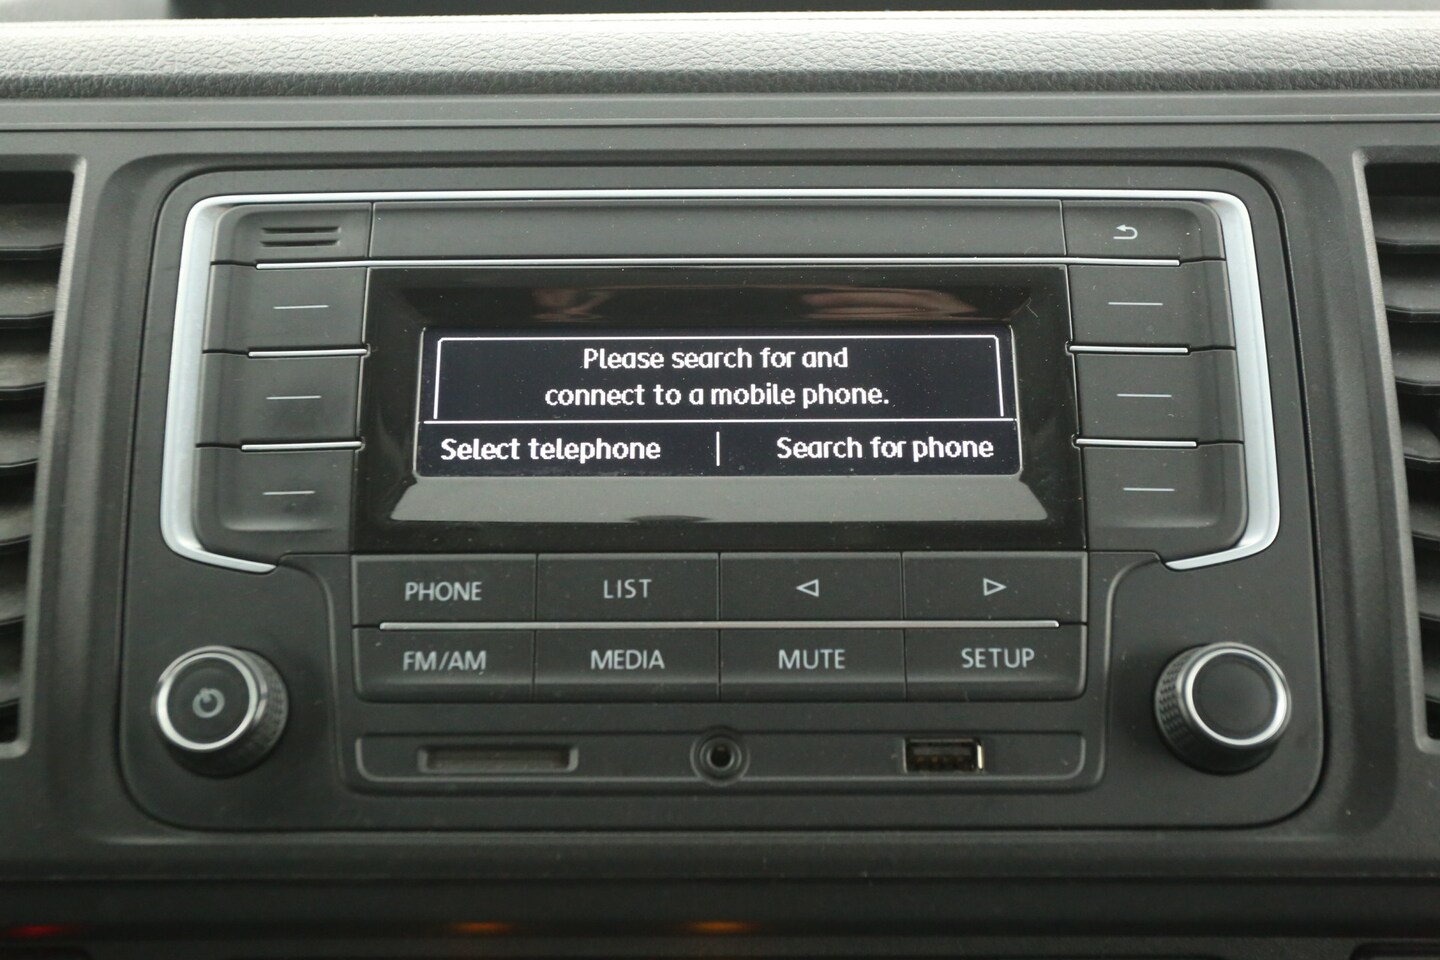 Please search for and
connect to a mobile phone.
Select telephone | Search for phone
PHONE LIST
FM/AM MEDIA MUTE SETUP